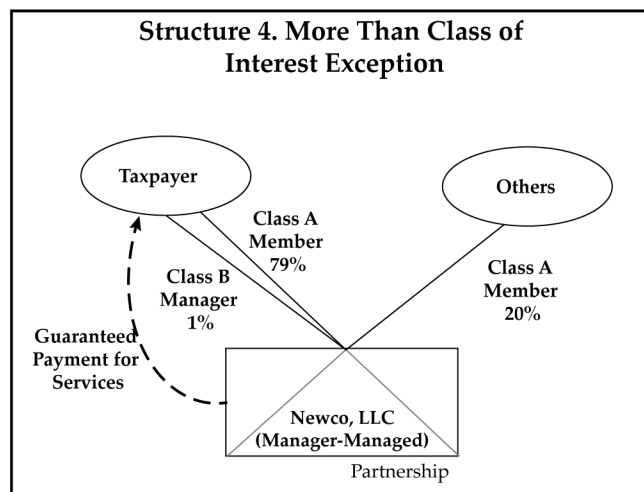 Structure 4. More Than Class of
Interest Exception
Taxpayer
Others
Class A
Member
79%
Class B
Manager
1%
Class A
Member
20%
Guaranteed
Payment for
Services
Newco, LLC
(Manager-Managed)
Partnership